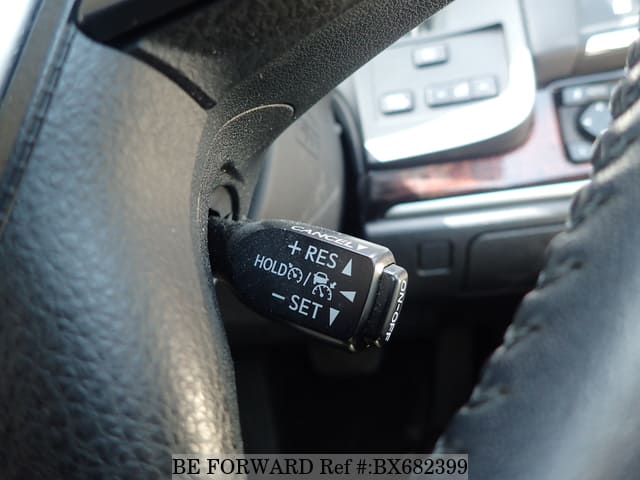 CANCEL▼
+ RES ▲
HOLD /
− SET ▼
ON-OFF
BE FORWARD Ref #:BX682399